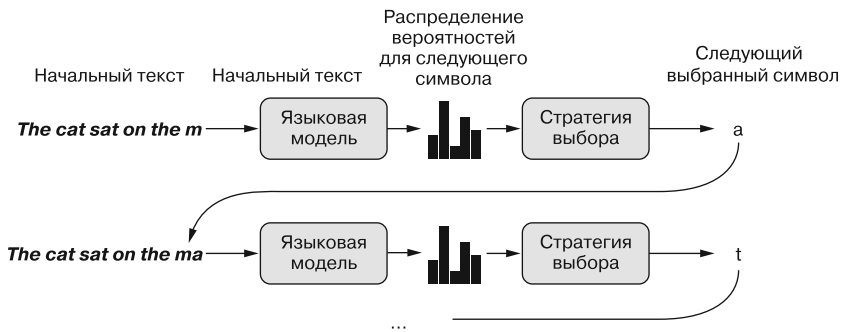 Начальный текст
Начальный текст
Распределение
вероятностей
для следующего
символа
Следующий
выбранный символ
The cat sat on the m
Языковая
модель
Стратегия
выбора
a
The cat sat on the ma
Языковая
модель
Стратегия
выбора
t
...